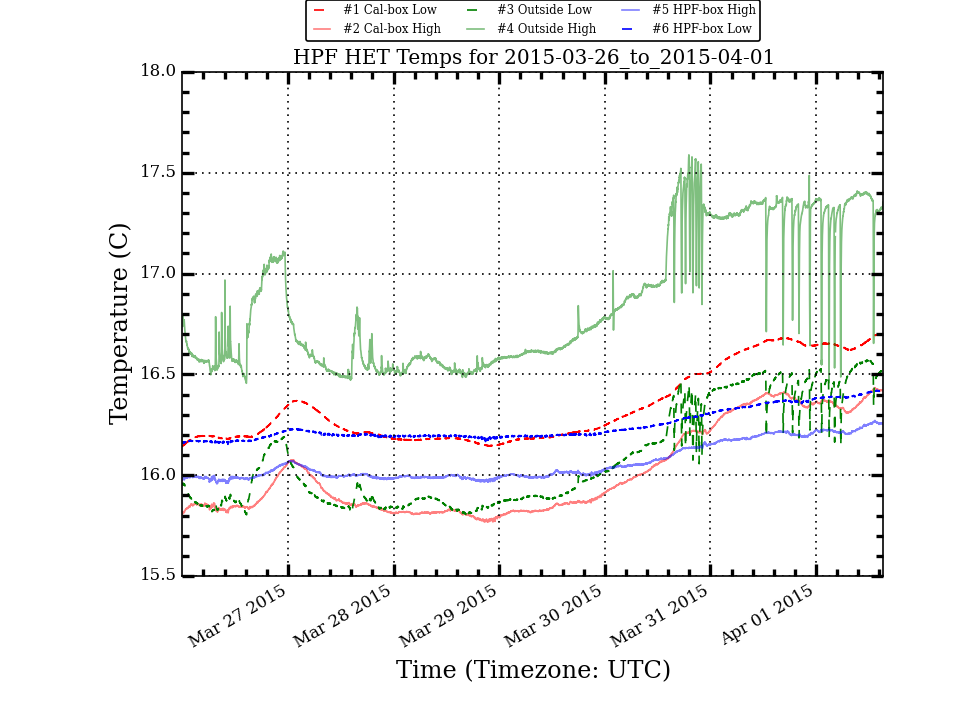 #1 Cal-box Low #3 Outside Low #5 HPF-box High
#2 Cal-box High #4 Outside High #6 HPF-box Low
HPF HET Temps for 2015-03-26_to_2015-04-01
18.0
17.5
17.0
16.5
16.0
15.5
Temperature (C)
Mar 27 2015 Mar 28 2015 Mar 29 2015 Mar 30 2015 Mar 31 2015 Apr 01 2015
Time (Timezone: UTC)